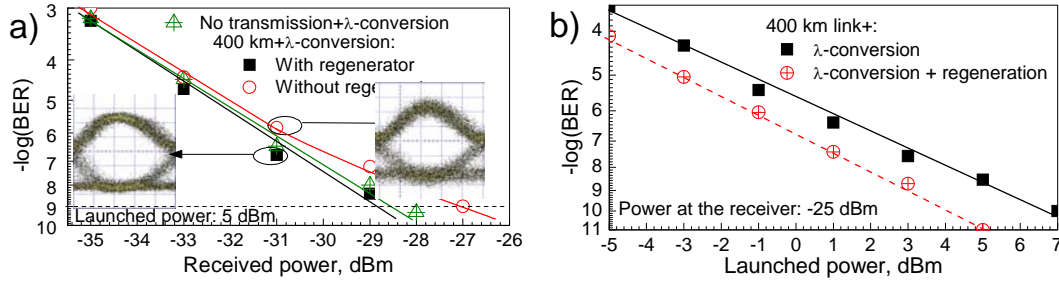 a)
No transmission+λ-conversion
400 km+λ-conversion:
With regenerator
Without rege
-log(BER)
3
4
5
6
7
8
9
10
Launched power: 5 dBm
-35 -34 -33 -32 -31 -30 -29 -28 -27 -26
Received power, dBm
b)
400 km link+:
λ-conversion
λ-conversion + regeneration
-log(BER)
4
5
6
7
8
9
10
11
Power at the receiver: -25 dBm
-5 -4 -3 -2 -1 0 1 2 3 4 5 6 7
Launched power, dBm